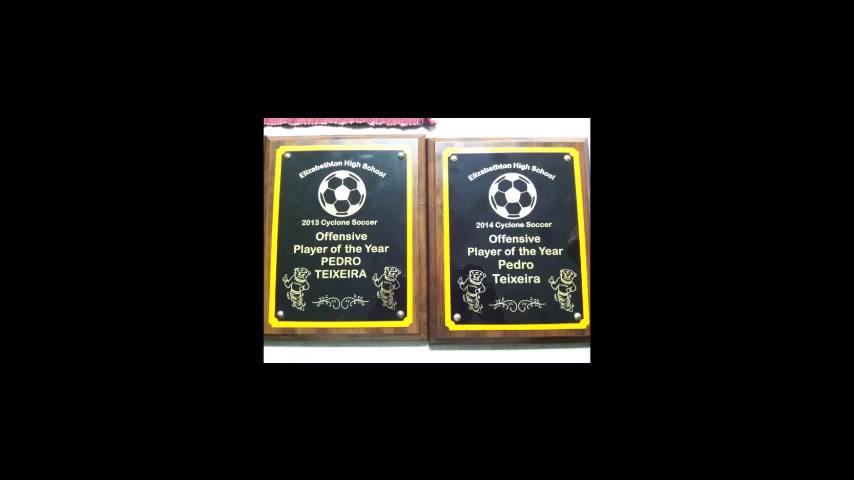 Elizabethton High School
2013 Cyclone Soccer
Offensive
Player of the Year
PEDRO
TEIXEIRA
Elizabethton High School
2014 Cyclone Soccer
Offensive
Player of the Year
Pedro
Teixeira